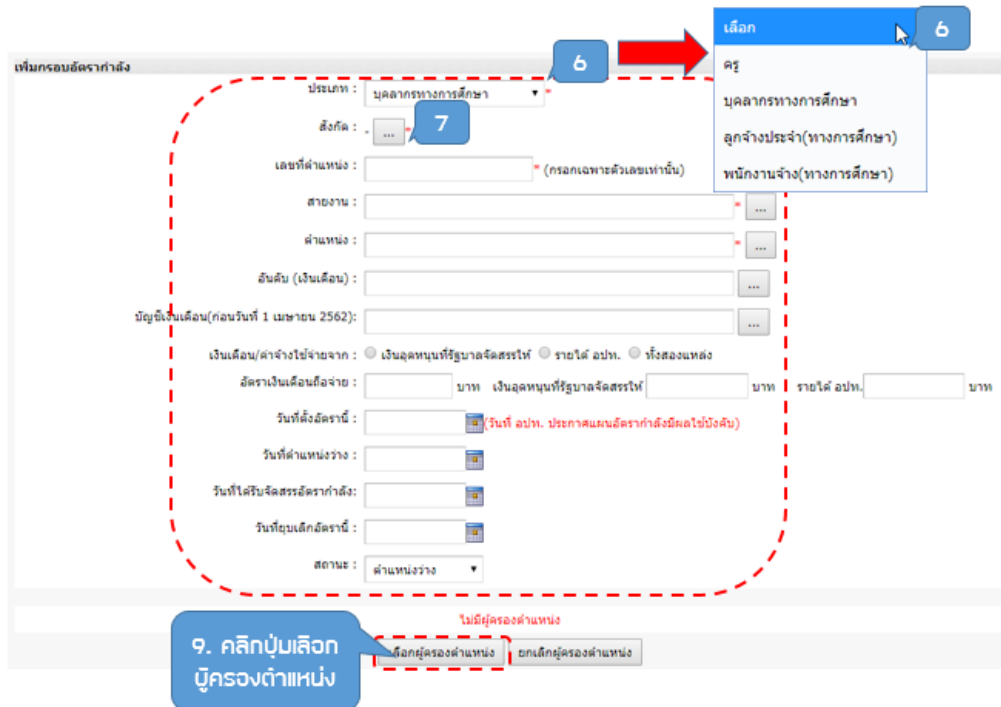 เลือก
6
ครู
บุคลากรทางการศึกษา
ลูกจ้างประจำ(ทางการศึกษา)
พนักงานจ้าง(ทางการศึกษา)
6
เพิ่มกรอบอัตรากำลัง
ประเภท : บุคลากรทางการศึกษา *
สังกัด : - ... * 7
เลขที่ตำแหน่ง : * (กรอกเฉพาะตัวเลขเท่านั้น)
สายงาน : * ...
ตำแหน่ง : * ...
อันดับ (เงินเดือน) : ...
บัญชีเงินเดือน(ก่อนวันที่ 1 เมษายน 2562): ...
เงินเดือน/ค่าจ้างใช้จ่ายจาก : เงินอุดหนุนที่รัฐบาลจัดสรรให้ รายได้ อปท. ทั้งสองแหล่ง
อัตราเงินเดือนถือจ่าย : บาท เงินอุดหนุนที่รัฐบาลจัดสรรให้ บาท รายได้ อปท. บาท
วันที่ตั้งอัตรานี้ : (วันที่ อปท. ประกาศแผนอัตรากำลังมีผลใช้บังคับ)
วันที่ตำแหน่งว่าง :
วันที่ได้รับจัดสรรอัตรากำลัง:
วันที่ยุบเลิกอัตรานี้ :
สถานะ : ตำแหน่งว่าง
ไม่มีผู้ครองตำแหน่ง
9. คลิกปุ่มเลือก
ผู้ครองตำแหน่ง
เลือกผู้ครองตำแหน่ง ยกเลิกผู้ครองตำแหน่ง